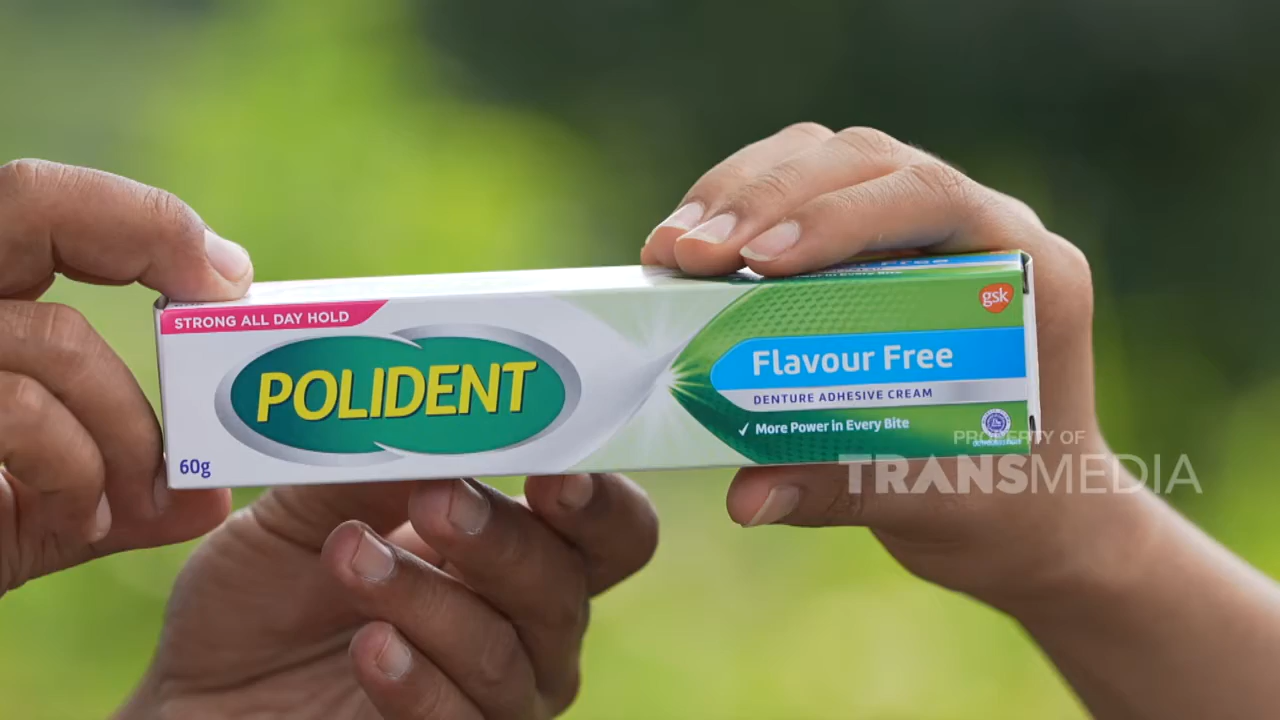 STRONG ALL DAY HOLD
POLIDENT
60g
gsk
Flavour Free
DENTURE ADHESIVE CREAM
✓ More Power in Every Bite
PROPERTY OF
TRANSMEDIA